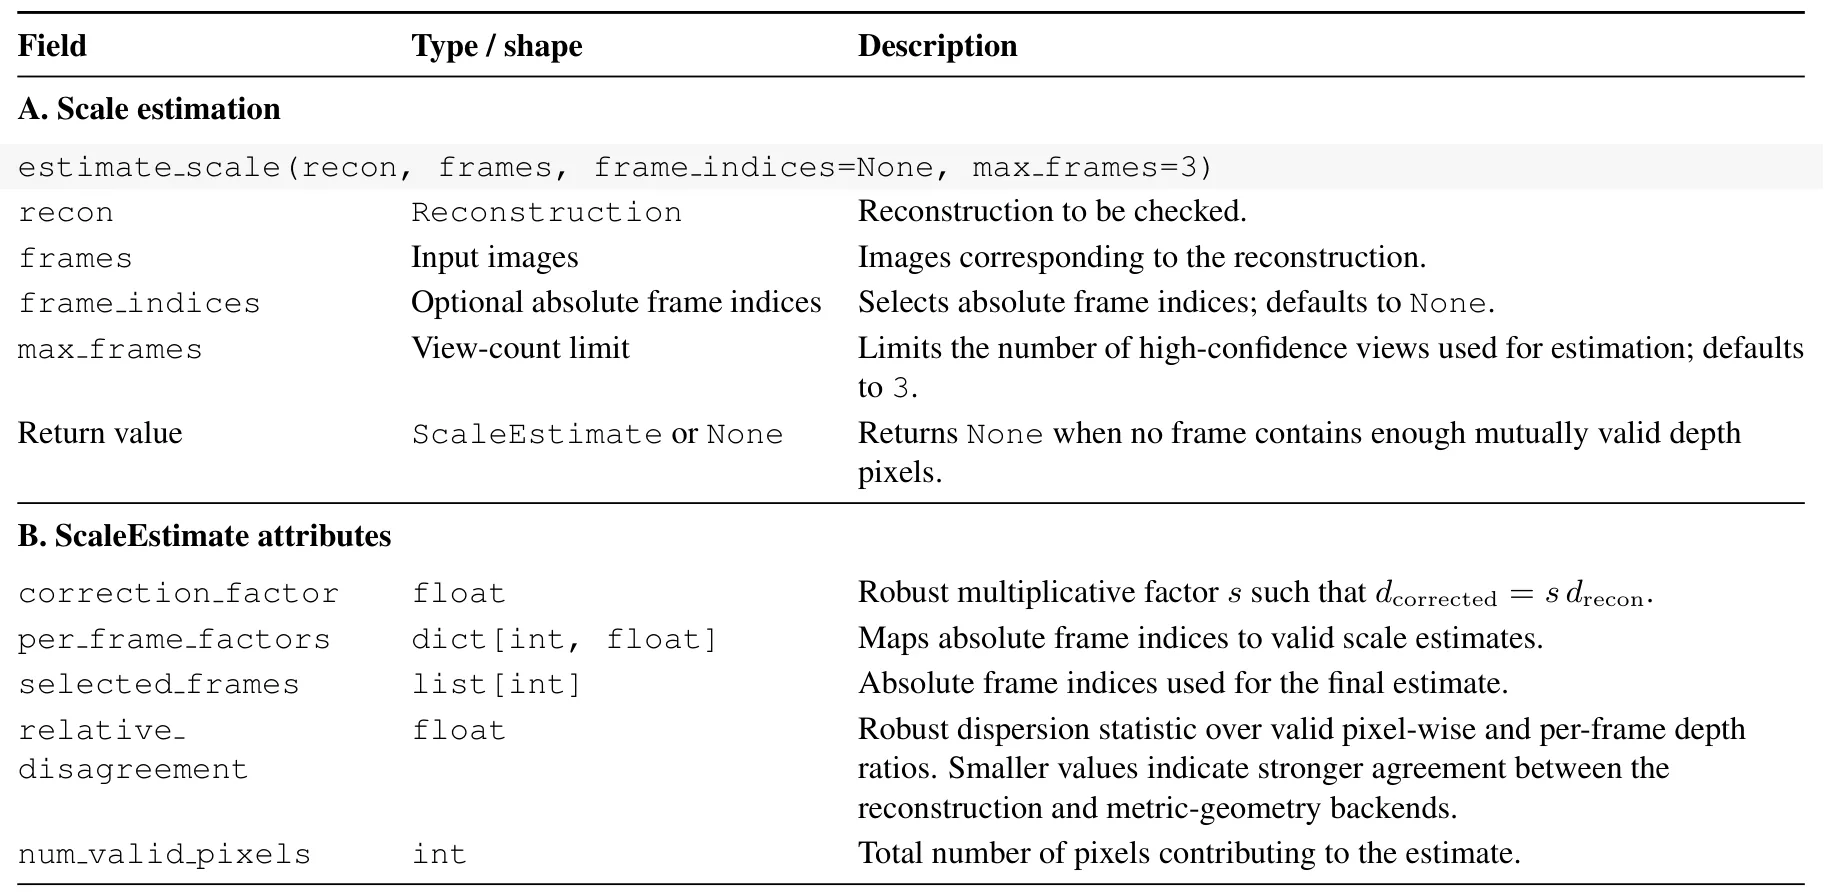 Field Type / shape Description
A. Scale estimation
estimate_scale(recon, frames, frame_indices=None, max_frames=3)
recon Reconstruction Reconstruction to be checked.
frames Input images Images corresponding to the reconstruction.
frame_indices Optional absolute frame indices Selects absolute frame indices; defaults to None.
max_frames View-count limit Limits the number of high-confidence views used for estimation; defaults
to 3.
Return value ScaleEstimate or None Returns None when no frame contains enough mutually valid depth
pixels.
B. ScaleEstimate attributes
correction_factor float Robust multiplicative factor s such that d_corrected = s d_recon.
per_frame_factors dict[int, float] Maps absolute frame indices to valid scale estimates.
selected_frames list[int] Absolute frame indices used for the final estimate.
relative_ float Robust dispersion statistic over valid pixel-wise and per-frame depth
disagreement ratios. Smaller values indicate stronger agreement between the
reconstruction and metric-geometry backends.
num_valid_pixels int Total number of pixels contributing to the estimate.